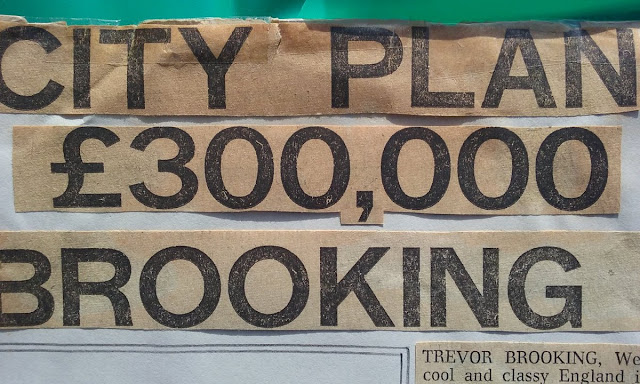 CITY PLAN
£300,000
BROOKING
TREVOR BROOKING, We
cool and classy England i